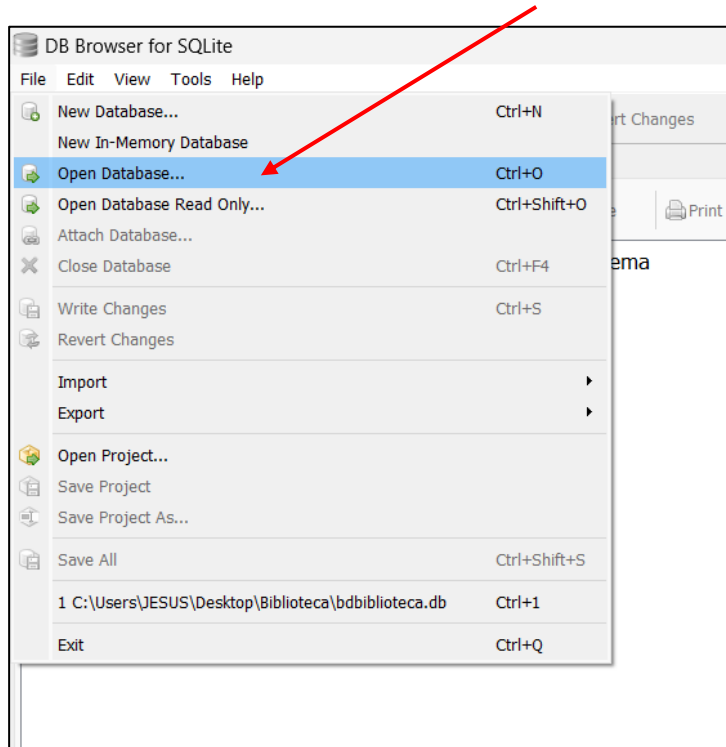 DB Browser for SQLite
File Edit View Tools Help
New Database... Ctrl+N
rt Changes
New In-Memory Database
Open Database... Ctrl+O
Open Database Read Only... Ctrl+Shift+O
Print
Attach Database...
Close Database Ctrl+F4
ema
Write Changes Ctrl+S
Revert Changes
Import
Export
Open Project...
Save Project
Save Project As...
Save All Ctrl+Shift+S
1 C:\Users\JESUS\Desktop\Biblioteca\bdbiblioteca.db Ctrl+1
Exit Ctrl+Q